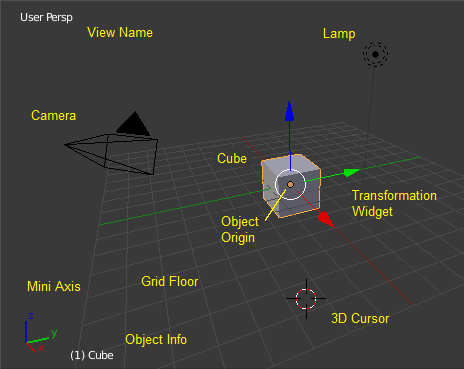 User Persp
View Name
Lamp
Camera
Cube
Transformation
Widget
Object
Origin
Mini Axis
Grid Floor
3D Cursor
z
y
x
Object Info
(1) Cube